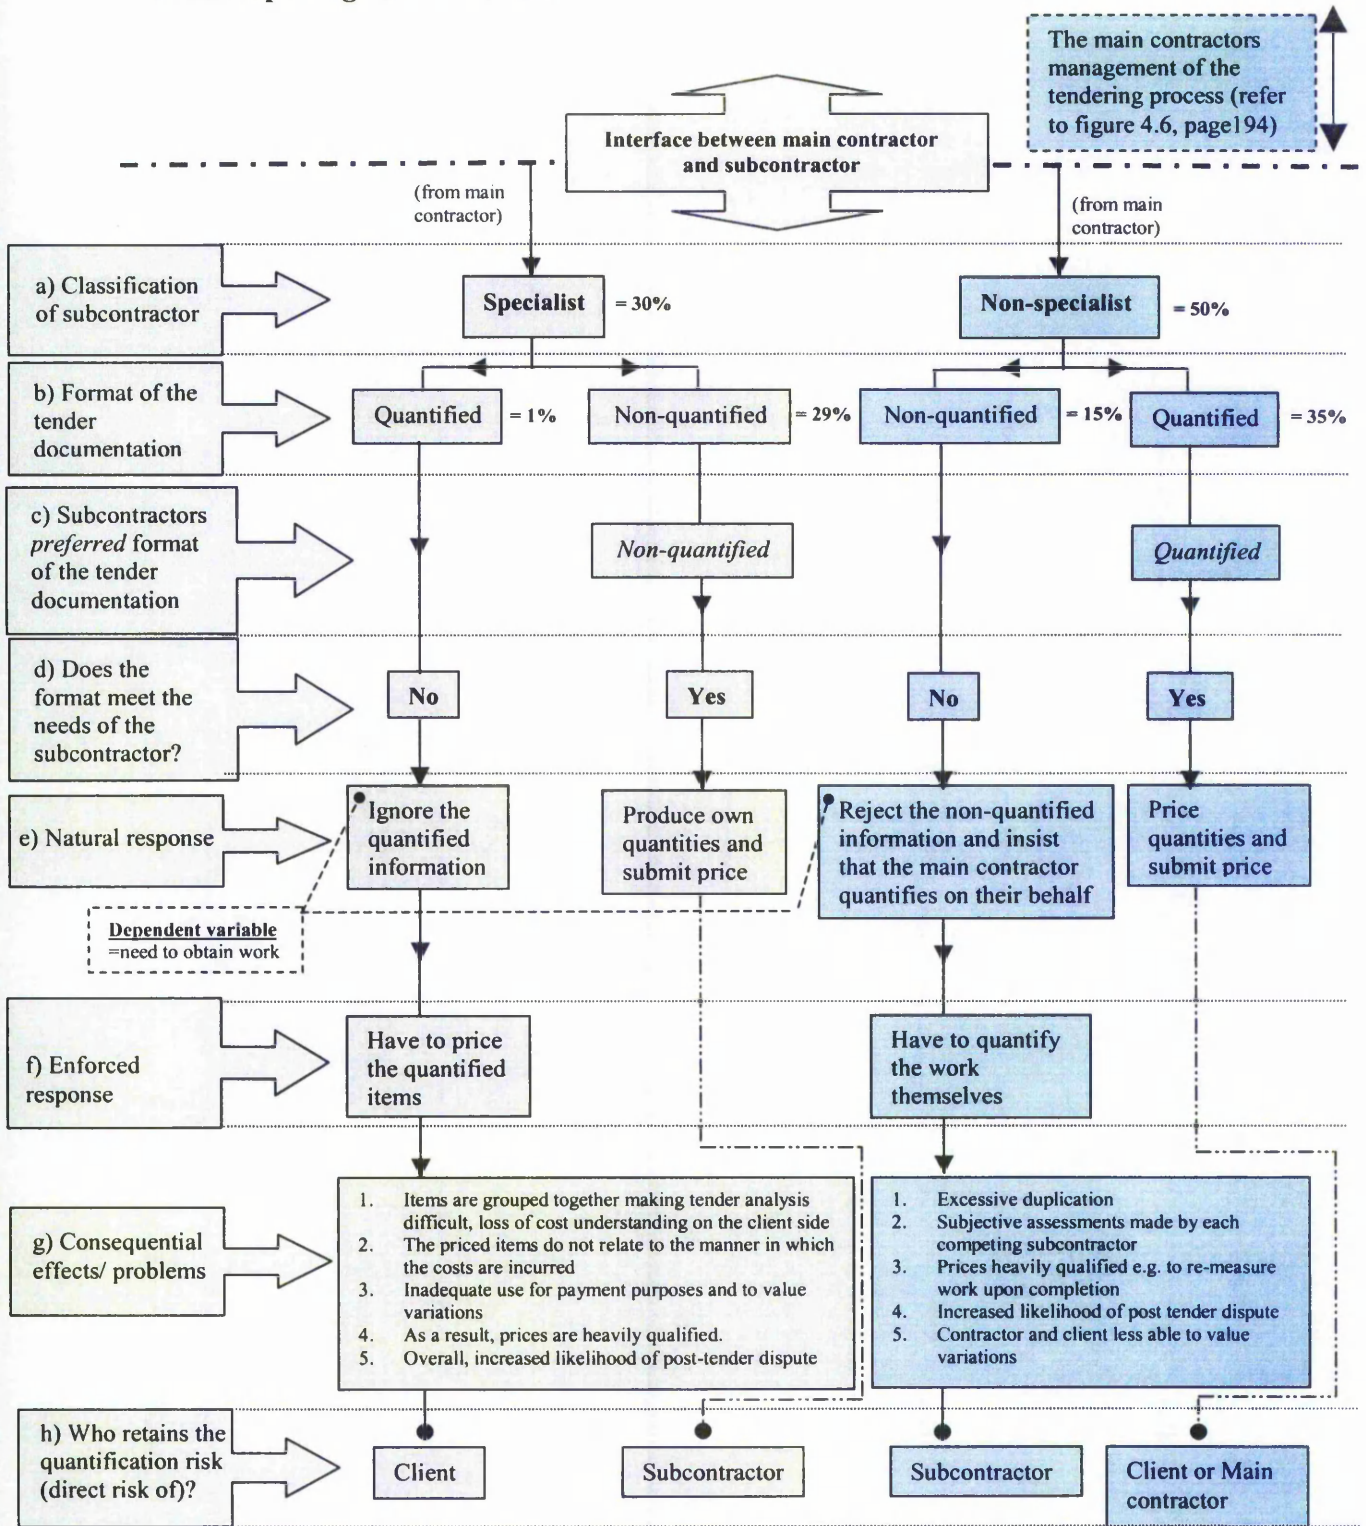 The main contractors
management of the
tendering process (refer
to figure 4.6, page194)
Interface between main contractor
and subcontractor
(from main
contractor)
(from main
contractor)
a) Classification
of subcontractor
Specialist
= 30%
Non-specialist
= 50%
b) Format of the
tender
documentation
Quantified
= 1%
Non-quantified
= 29%
Non-quantified
= 15%
Quantified
= 35%
c) Subcontractors
preferred format
of the tender
documentation
Non-quantified
Quantified
d) Does the
format meet the
needs of the
subcontractor?
No
Yes
No
Yes
e) Natural response
Ignore the
quantified
information
Produce own
quantities and
submit price
Reject the non-quantified
information and insist
that the main contractor
quantifies on their behalf
Price
quantities and
submit price
Dependent variable
=need to obtain work
f) Enforced
response
Have to price
the quantified
items
Have to quantify
the work
themselves
g) Consequential
effects/ problems
1. Items are grouped together making tender analysis
difficult, loss of cost understanding on the client side
2. The priced items do not relate to the manner in which
the costs are incurred
3. Inadequate use for payment purposes and to value
variations
4. As a result, prices are heavily qualified.
5. Overall, increased likelihood of post-tender dispute
1. Excessive duplication
2. Subjective assessments made by each
competing subcontractor
3. Prices heavily qualified e.g. to re-measure
work upon completion
4. Increased likelihood of post tender dispute
5. Contractor and client less able to value
variations
h) Who retains the
quantification risk
(direct risk of)?
Client
Subcontractor
Subcontractor
Client or Main
contractor